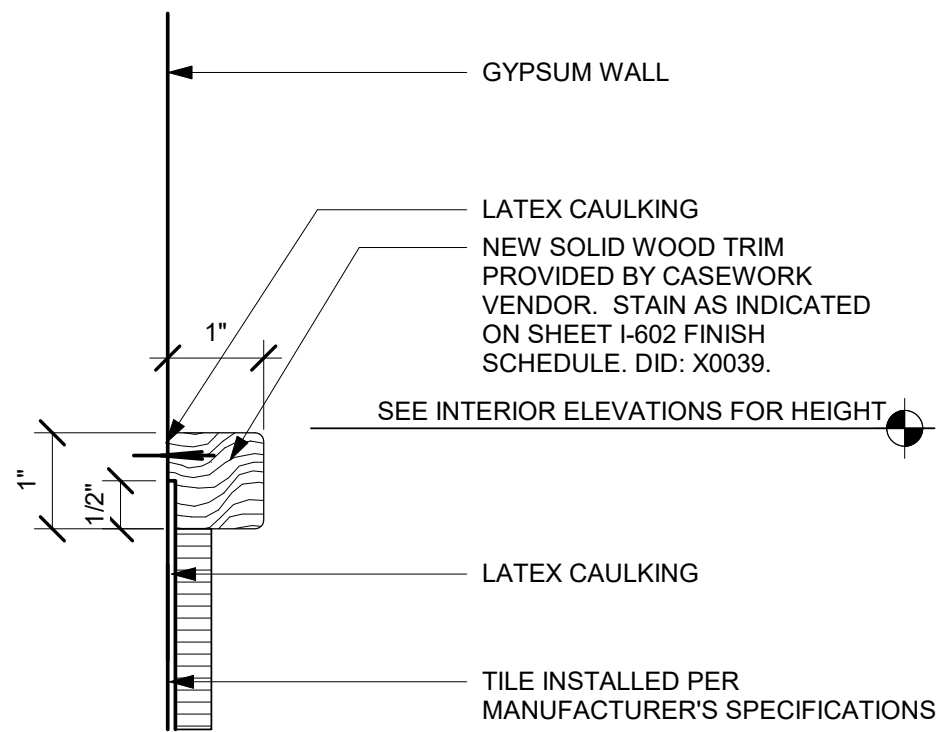 GYPSUM WALL
LATEX CAULKING
NEW SOLID WOOD TRIM
PROVIDED BY CASEWORK
VENDOR.  STAIN AS INDICATED
ON SHEET I-602 FINISH
SCHEDULE. DID: X0039.
1"
SEE INTERIOR ELEVATIONS FOR HEIGHT
1"
1/2"
LATEX CAULKING
TILE INSTALLED PER
MANUFACTURER'S SPECIFICATIONS